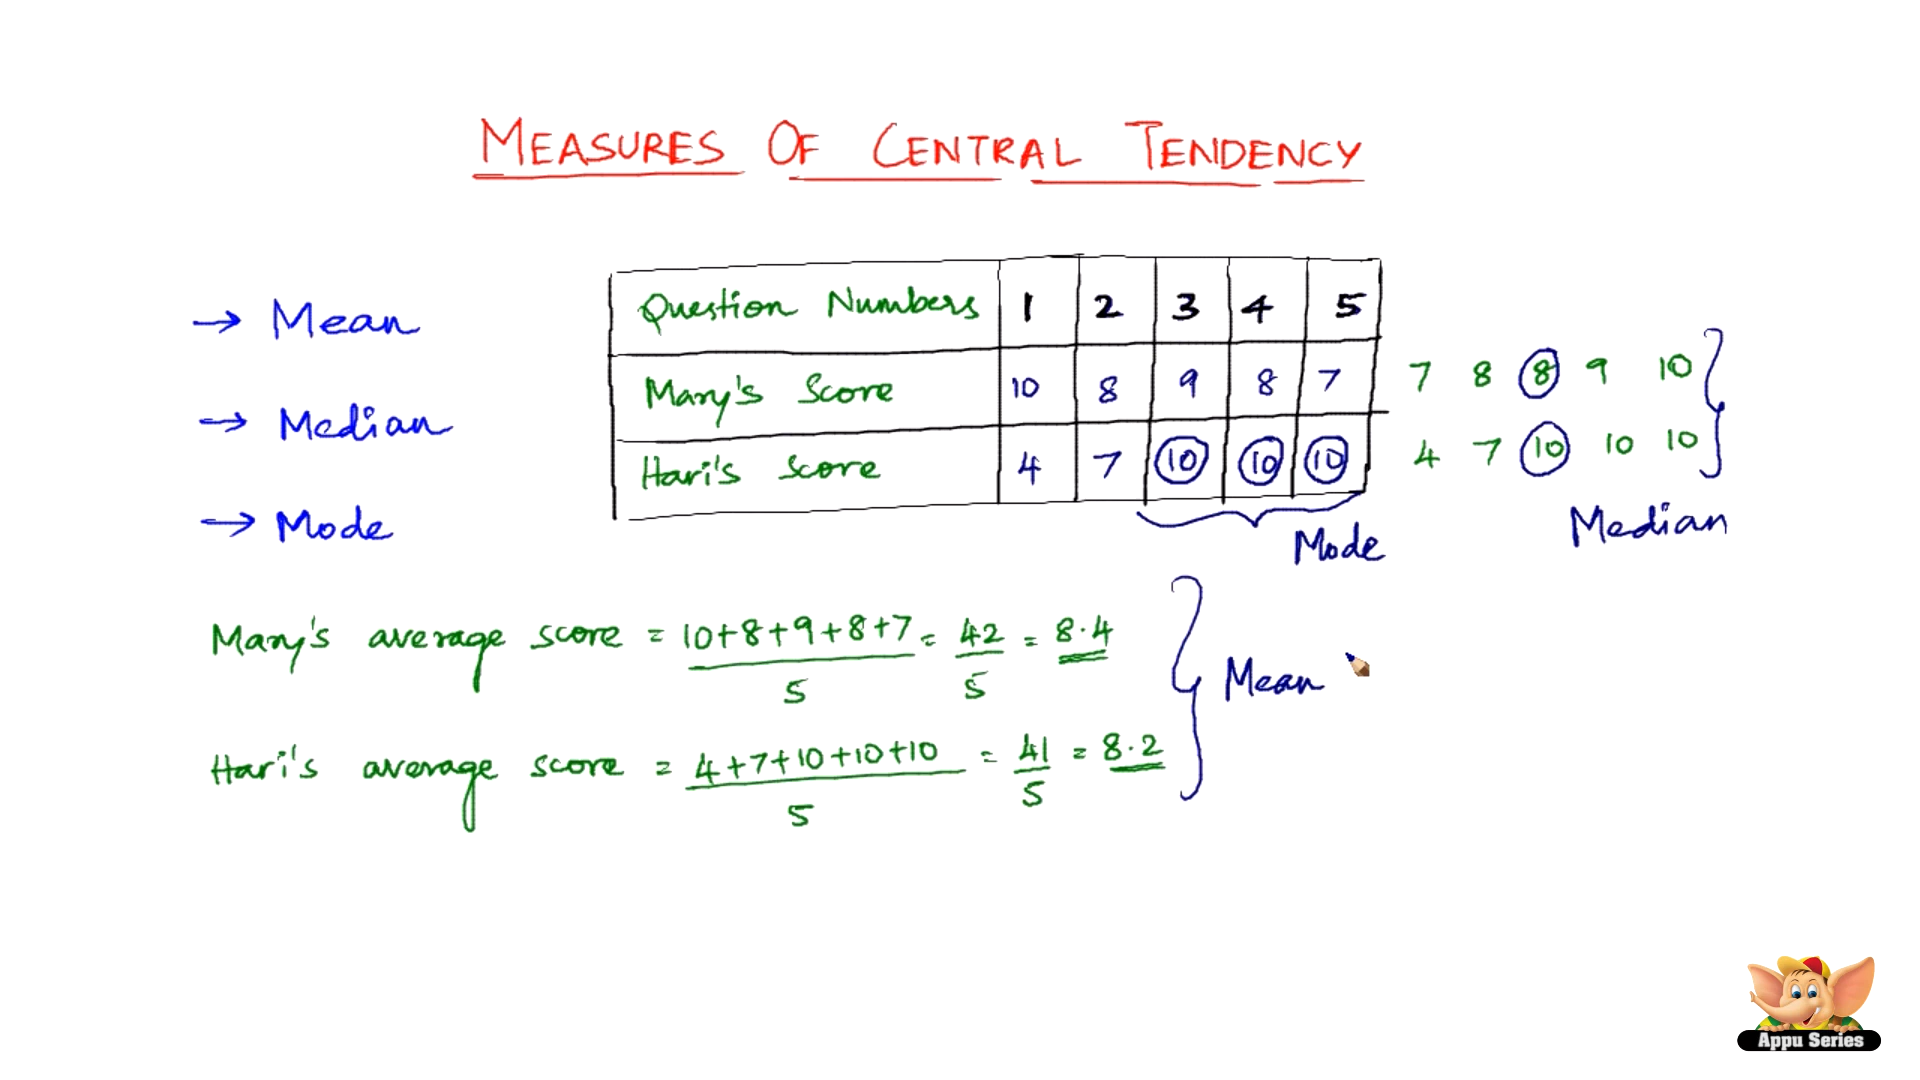 MEASURES OF CENTRAL TENDENCY
→ Mean
→ Median
→ Mode
Question Numbers 1 2 3 4 5
Mary's Score 10 8 9 8 7
Hari's Score 4 7 10 10 10
Mode
7 8 8 9 10
4 7 10 10 10
Median
Mary's average score = 10+8+9+8+7 / 5 = 42 / 5 = 8.4
Hari's average score = 4+7+10+10+10 / 5 = 41 / 5 = 8.2
Mean
Appu Series